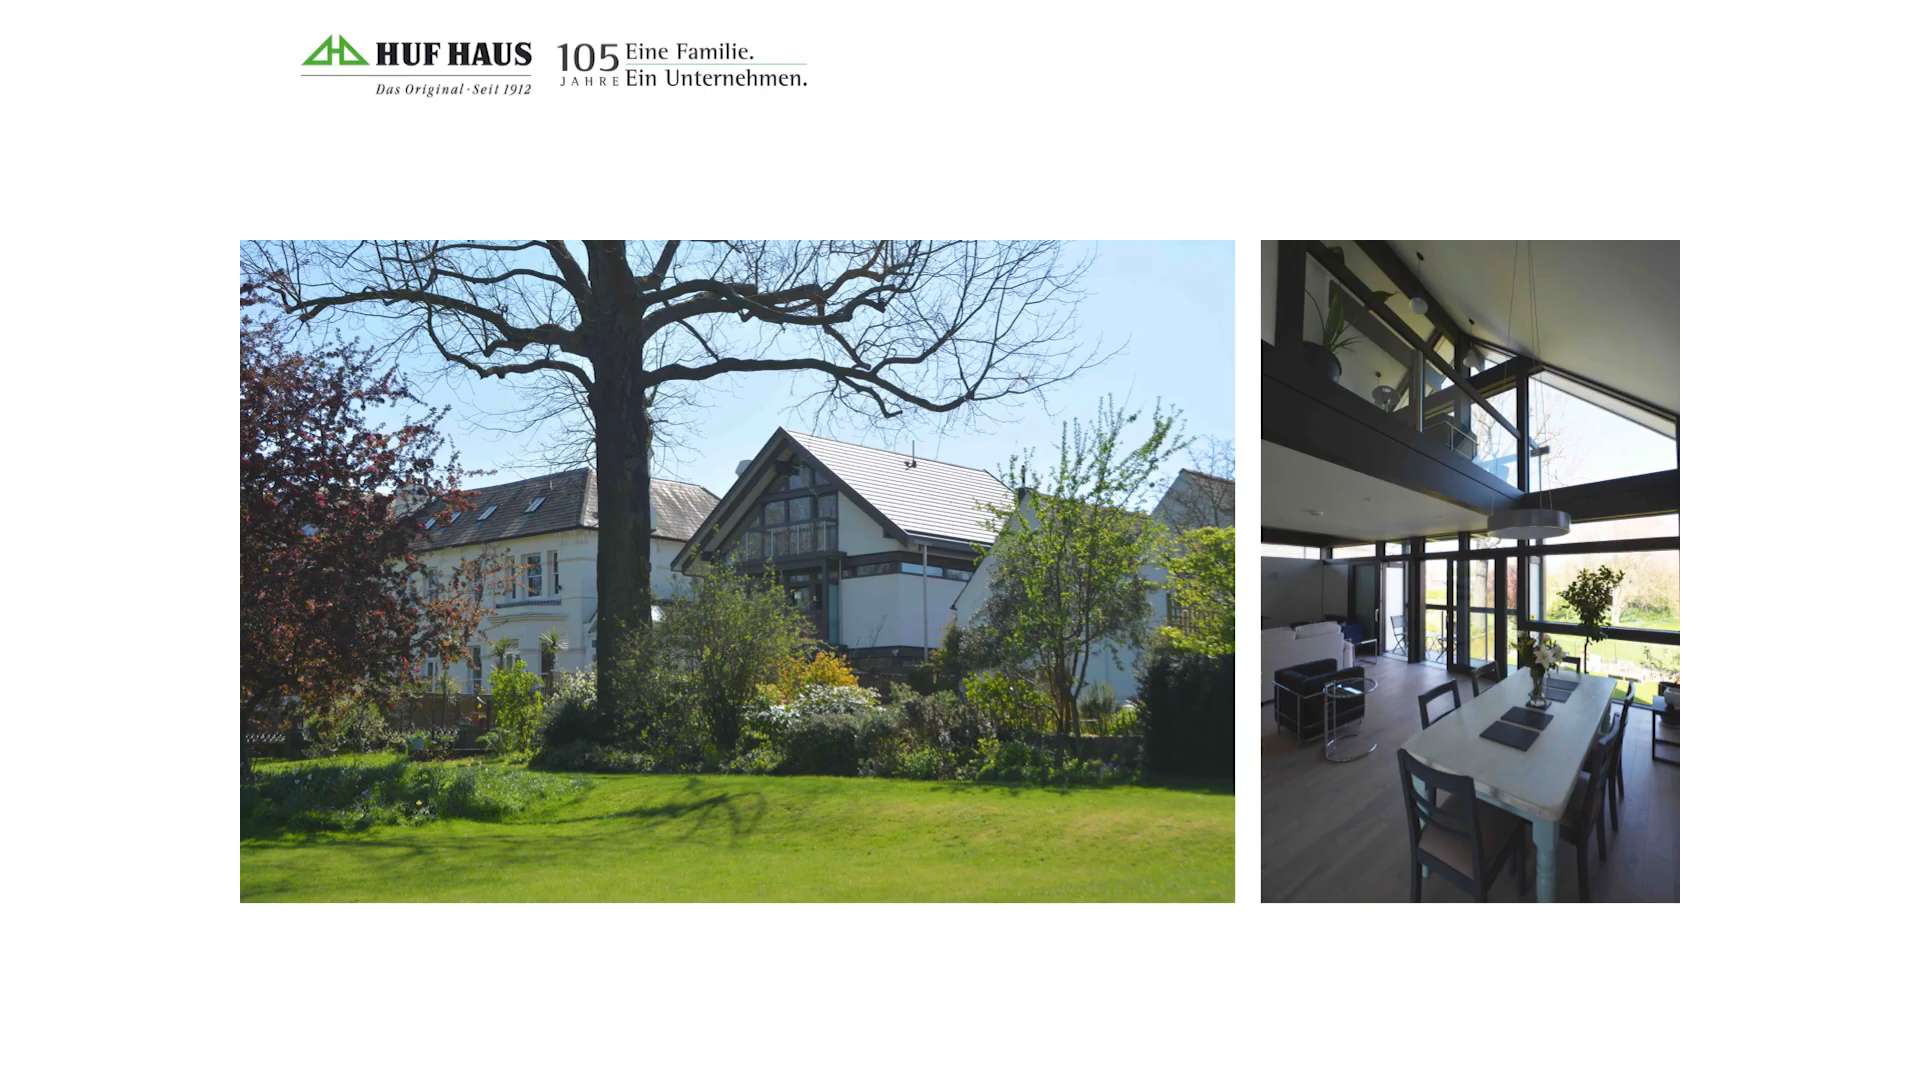 HUF HAUS
Das Original · Seit 1912
105 JAHRE
Eine Familie.
Ein Unternehmen.